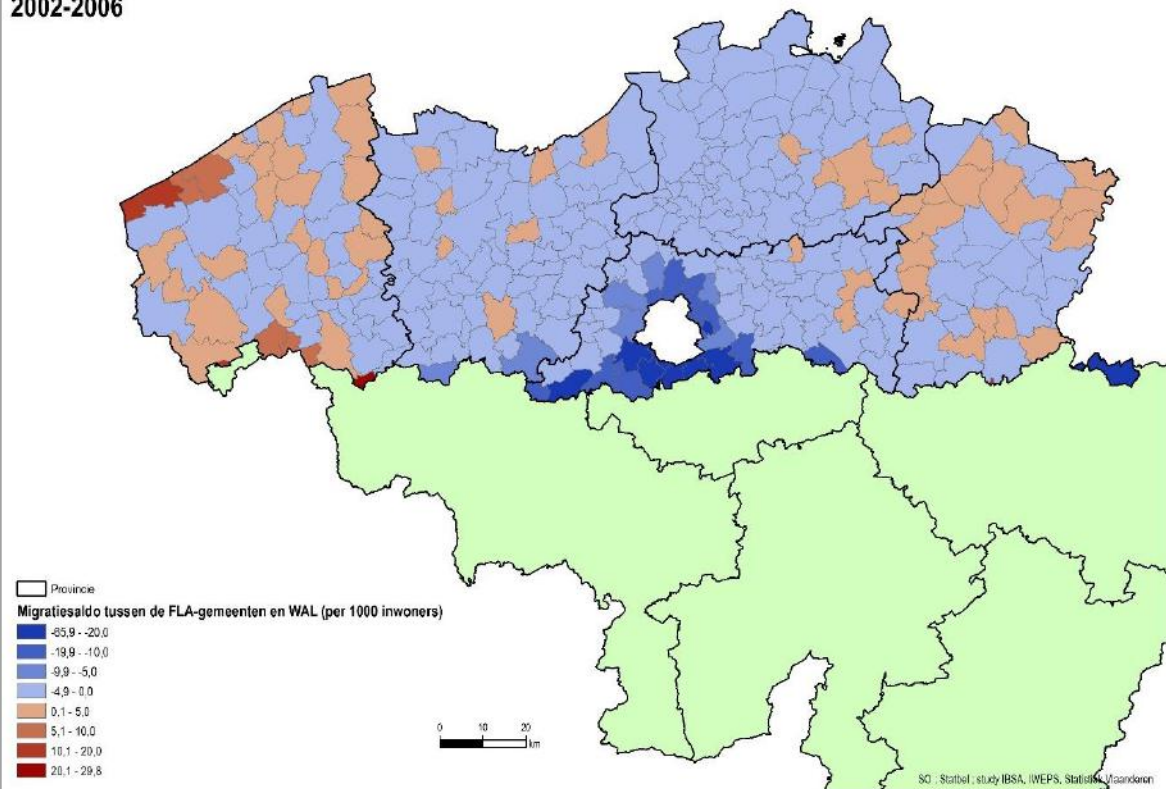 2002-2006
Provincie
Migratiesaldo tussen de FLA-gemeenten en WAL (per 1000 inwoners)
-65,9 - -20,0
-19,9 - -10,0
-9,9 - -5,0
-4,9 - 0,0
0,1 - 5,0
5,1 - 10,0
10,1 - 20,0
20,1 - 29,8
0 10 20
km
SO : Statbel ; study IBSA, IWEPS, Statistiek Vlaanderen